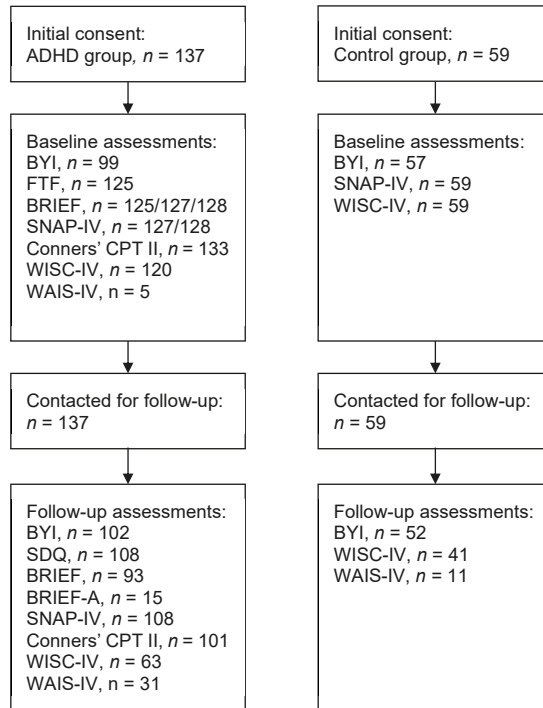 Initial consent:
ADHD group, n = 137
Baseline assessments:
BYI, n = 99
FTF, n = 125
BRIEF, n = 125/127/128
SNAP-IV, n = 127/128
Conners’ CPT II, n = 133
WISC-IV, n = 120
WAIS-IV, n = 5
Contacted for follow-up:
n = 137
Follow-up assessments:
BYI, n = 102
SDQ, n = 108
BRIEF, n = 93
BRIEF-A, n = 15
SNAP-IV, n = 108
Conners’ CPT II, n = 101
WISC-IV, n = 63
WAIS-IV, n = 31
Initial consent:
Control group, n = 59
Baseline assessments:
BYI, n = 57
SNAP-IV, n = 59
WISC-IV, n = 59
Contacted for follow-up:
n = 59
Follow-up assessments:
BYI, n = 52
WISC-IV, n = 41
WAIS-IV, n = 11